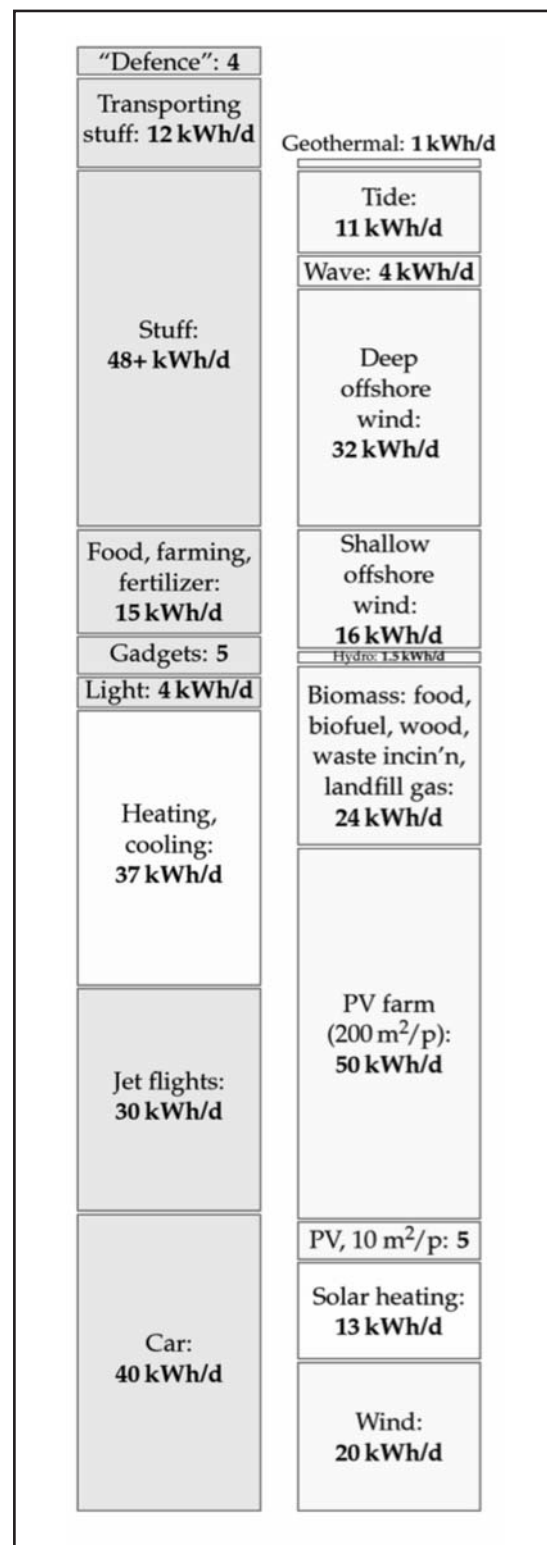 “Defence”: 4
Transporting
stuff: 12 kWh/d
Stuff:
48+ kWh/d
Food, farming,
fertilizer:
15 kWh/d
Gadgets: 5
Light: 4 kWh/d
Heating,
cooling:
37 kWh/d
Jet flights:
30 kWh/d
Car:
40 kWh/d
Geothermal: 1 kWh/d
Tide:
11 kWh/d
Wave: 4 kWh/d
Deep
offshore
wind:
32 kWh/d
Shallow
offshore
wind:
16 kWh/d
Hydro: 1.5 kWh/d
Biomass: food,
biofuel, wood,
waste incin’n,
landfill gas:
24 kWh/d
PV farm
(200 m²/p):
50 kWh/d
PV, 10 m²/p: 5
Solar heating:
13 kWh/d
Wind:
20 kWh/d